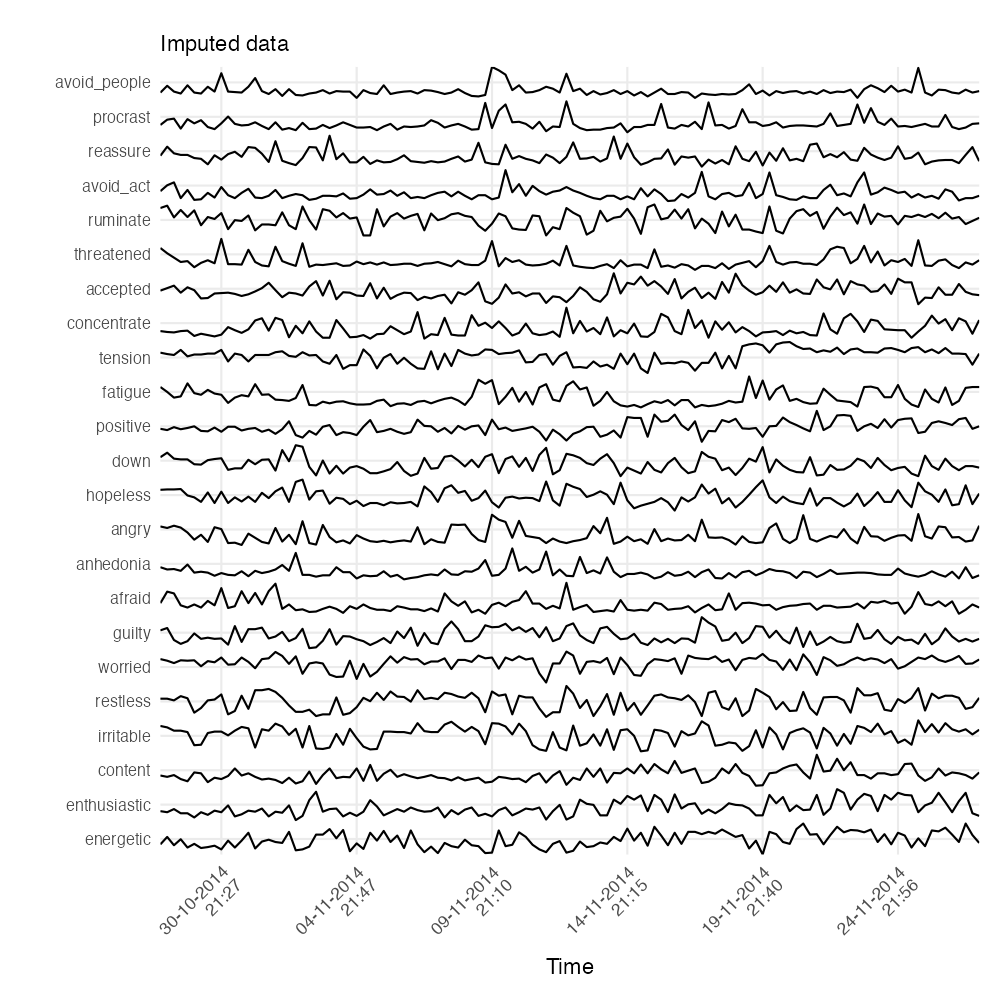 Imputed data
avoid_people
procrast
reassure
avoid_act
ruminate
threatened
accepted
concentrate
tension
fatigue
positive
down
hopeless
angry
anhedonia
afraid
guilty
worried
restless
irritable
content
enthusiastic
energetic
30-10-2014
21:27
04-11-2014
21:47
09-11-2014
21:10
14-11-2014
21:15
19-11-2014
21:40
24-11-2014
21:56
Time